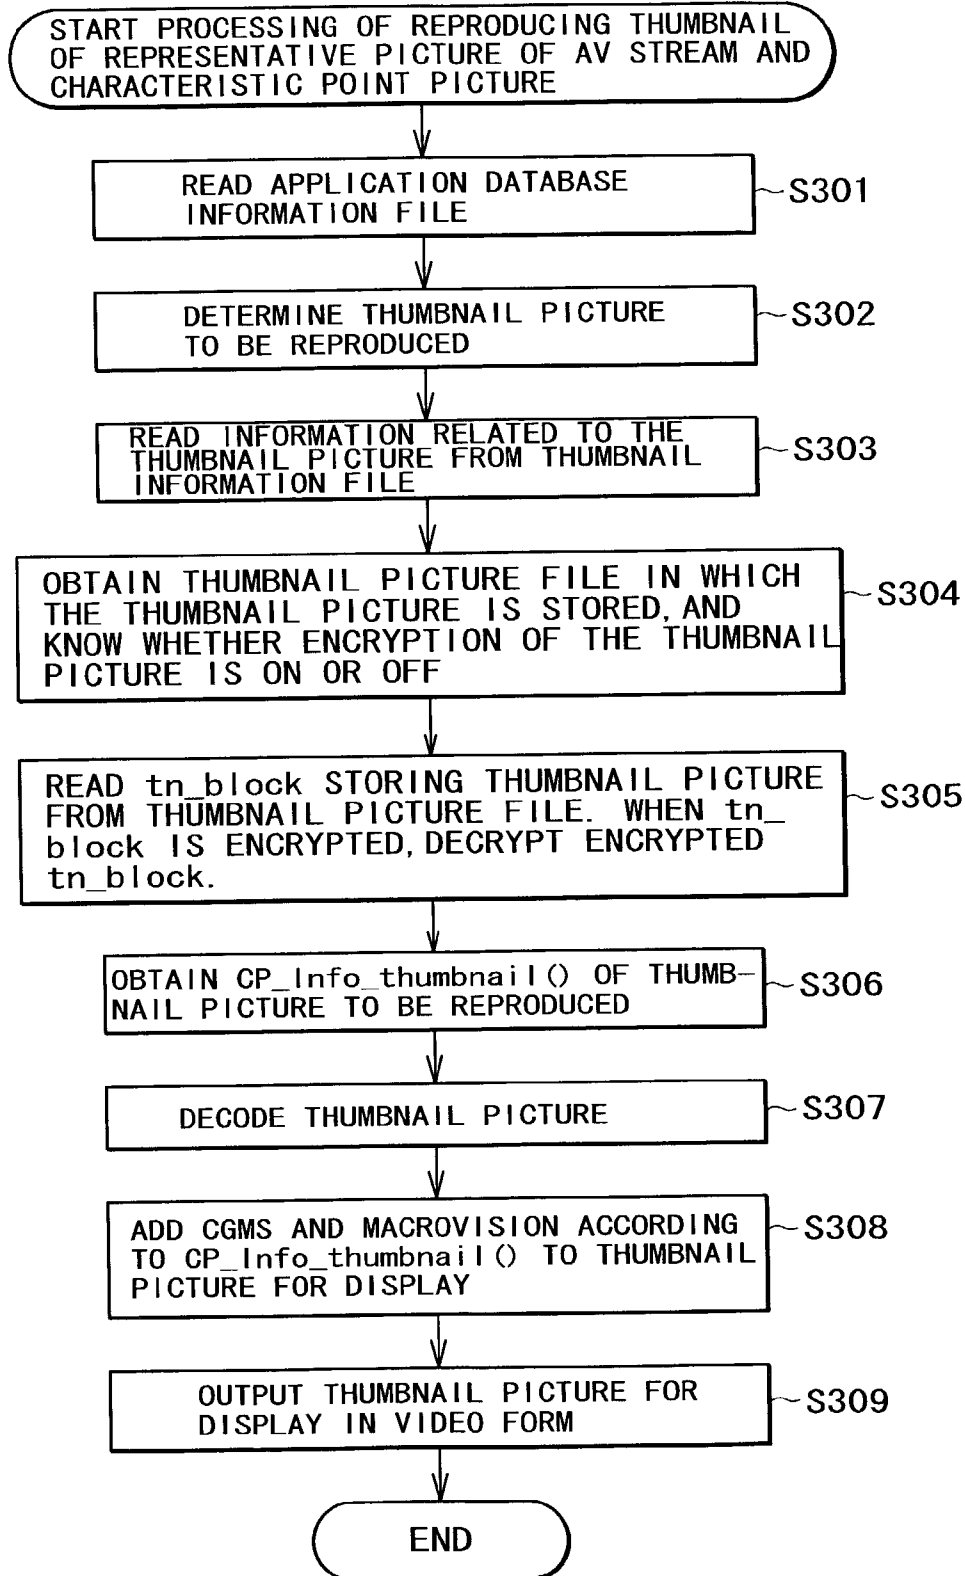 START PROCESSING OF REPRODUCING THUMBNAIL
OF REPRESENTATIVE PICTURE OF AV STREAM AND
CHARACTERISTIC POINT PICTURE
READ APPLICATION DATABASE
INFORMATION FILE
S301
DETERMINE THUMBNAIL PICTURE
TO BE REPRODUCED
S302
READ INFORMATION RELATED TO THE
THUMBNAIL PICTURE FROM THUMBNAIL
INFORMATION FILE
S303
OBTAIN THUMBNAIL PICTURE FILE IN WHICH
THE THUMBNAIL PICTURE IS STORED, AND
KNOW WHETHER ENCRYPTION OF THE THUMBNAIL
PICTURE IS ON OR OFF
S304
READ tn_block STORING THUMBNAIL PICTURE
FROM THUMBNAIL PICTURE FILE. WHEN tn_
block IS ENCRYPTED, DECRYPT ENCRYPTED
tn_block.
S305
OBTAIN CP_Info_thumbnail() OF THUMB-
NAIL PICTURE TO BE REPRODUCED
S306
DECODE THUMBNAIL PICTURE
S307
ADD CGMS AND MACROVISION ACCORDING
TO CP_Info_thumbnail() TO THUMBNAIL
PICTURE FOR DISPLAY
S308
OUTPUT THUMBNAIL PICTURE FOR
DISPLAY IN VIDEO FORM
S309
END